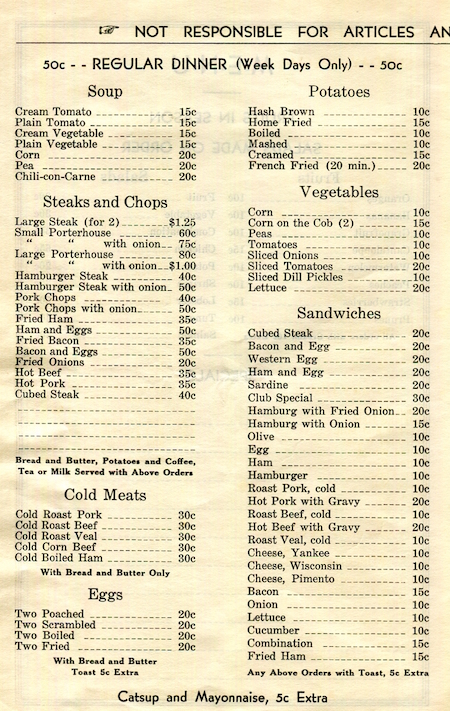 ☞ NOT RESPONSIBLE FOR ARTICLES AN
50c - - REGULAR DINNER (Week Days Only) - - 50c
Soup
Cream Tomato 15c
Plain Tomato 15c
Cream Vegetable 15c
Plain Vegetable 15c
Corn 20c
Pea 20c
Chili-con-Carne 20c
Steaks and Chops
Large Steak (for 2) $1.25
Small Porterhouse 60c
“ “ with onion 75c
Large Porterhouse 80c
“ “ with onion $1.00
Hamburger Steak 40c
Hamburger Steak with onion 50c
Pork Chops 40c
Pork Chops with onion 50c
Fried Ham 35c
Ham and Eggs 50c
Fried Bacon 35c
Bacon and Eggs 50c
Fried Onions 20c
Hot Beef 35c
Hot Pork 35c
Cubed Steak 40c
Bread and Butter, Potatoes and Coffee,
Tea or Milk Served with Above Orders
Cold Meats
Cold Roast Pork 30c
Cold Roast Beef 30c
Cold Roast Veal 30c
Cold Corn Beef 30c
Cold Boiled Ham 30c
With Bread and Butter Only
Eggs
Two Poached 20c
Two Scrambled 20c
Two Boiled 20c
Two Fried 20c
With Bread and Butter
Toast 5c Extra
Potatoes
Hash Brown 10c
Home Fried 15c
Boiled 10c
Mashed 10c
Creamed 15c
French Fried (20 min.) 20c
Vegetables
Corn 10c
Corn on the Cob (2) 15c
Peas 10c
Tomatoes 10c
Sliced Onions 10c
Sliced Tomatoes 20c
Sliced Dill Pickles 10c
Lettuce 20c
Sandwiches
Cubed Steak 20c
Bacon and Egg 20c
Western Egg 20c
Ham and Egg 20c
Sardine 20c
Club Special 30c
Hamburg with Fried Onion 20c
Hamburg with Onion 15c
Olive 10c
Egg 10c
Ham 10c
Hamburger 10c
Roast Pork, cold 10c
Hot Pork with Gravy 20c
Roast Beef, cold 10c
Hot Beef with Gravy 20c
Roast Veal, cold 10c
Cheese, Yankee 10c
Cheese, Wisconsin 10c
Cheese, Pimento 10c
Bacon 15c
Onion 10c
Lettuce 10c
Cucumber 10c
Combination 15c
Fried Ham 15c
Any Above Orders with Toast, 5c Extra
Catsup and Mayonnaise, 5c Extra